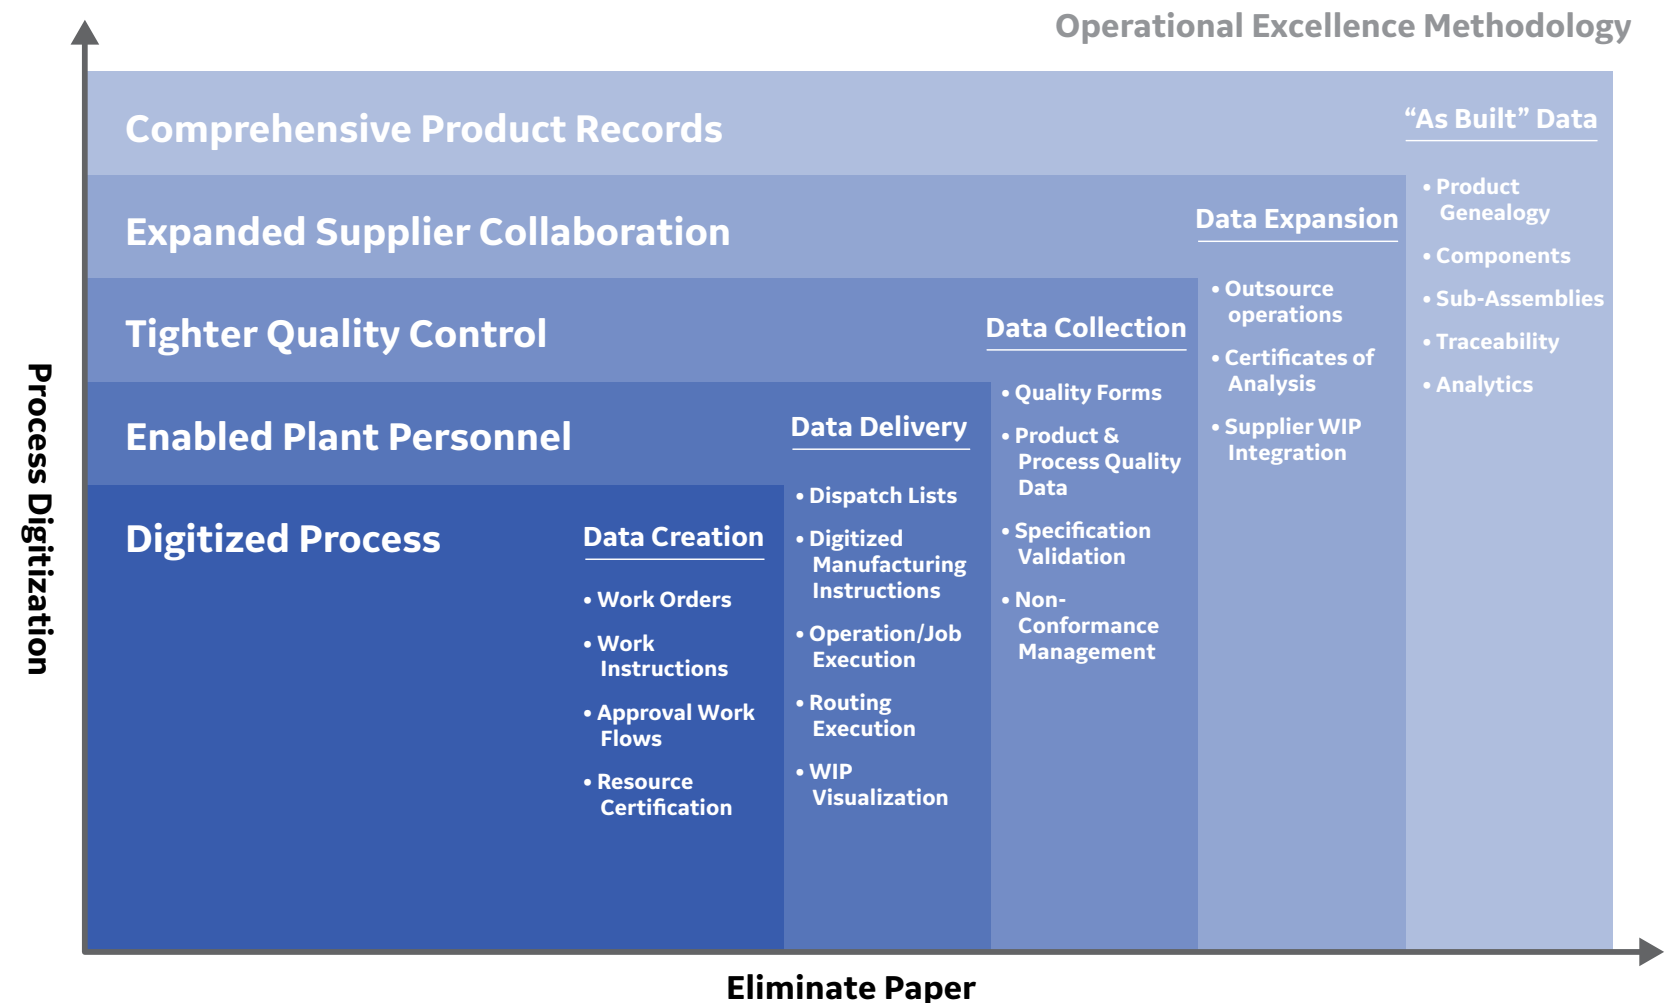 Operational Excellence Methodology
Process Digitization
Comprehensive Product Records
“As Built” Data
• Product
Genealogy
• Components
• Sub-Assemblies
• Traceability
• Analytics
Expanded Supplier Collaboration
Data Expansion
• Outsource
operations
• Certificates of
Analysis
• Supplier WIP
Integration
Tighter Quality Control
Data Collection
• Quality Forms
• Product &
Process Quality
Data
• Specification
Validation
• Non-
Conformance
Management
Enabled Plant Personnel
Data Delivery
• Dispatch Lists
• Digitized
Manufacturing
Instructions
• Operation/Job
Execution
• Routing
Execution
• WIP
Visualization
Digitized Process
Data Creation
• Work Orders
• Work
Instructions
• Approval Work
Flows
• Resource
Certification
Eliminate Paper